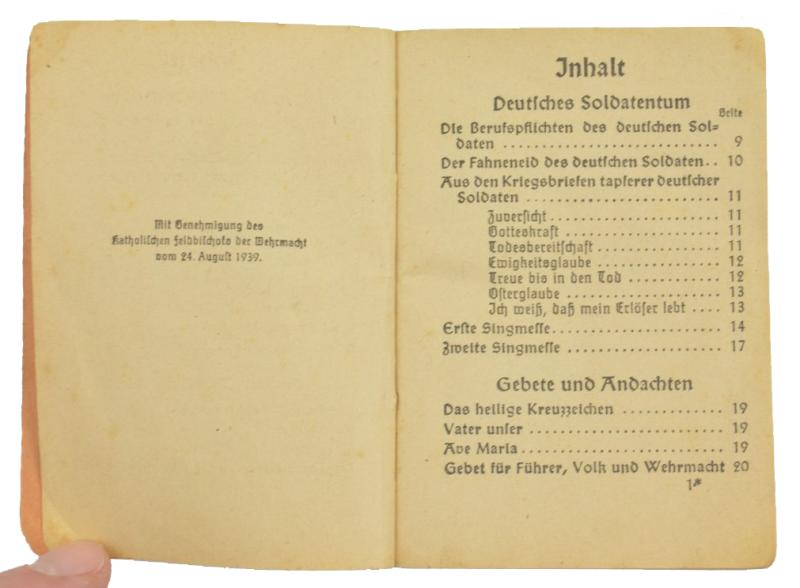 Mit Genehmigung des
Katholischen Feldbischofs der Wehrmacht
vom 24. August 1939.
Inhalt
Deutsches Soldatentum
Seite
Die Berufspflichten des deutschen Sol=
daten ............................ 9
Der Fahneneid des deutschen Soldaten.. 10
Aus den Kriegsbriefen tapferer deutscher
Soldaten ......................... 11
Zuversicht ....................... 11
Gotteskraft ...................... 11
Todesbereitschaft ................ 11
Ewigkeitsglaube .................. 12
Treue bis in den Tod ............. 12
Osterglaube ...................... 13
Ich weiß, daß mein Erlöser lebt .... 13
Erste Singmesse ...................... 14
Zweite Singmesse ..................... 17
Gebete und Andachten
Das heilige Kreuzzeichen ............. 19
Vater unser .......................... 19
Ave Maria ............................ 19
Gebet für Führer, Volk und Wehrmacht 20
1*